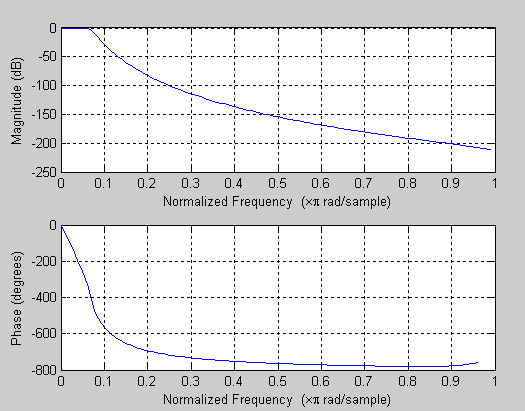 0
-50
-100
-150
-200
-250
Magnitude (dB)
0 0.1 0.2 0.3 0.4 0.5 0.6 0.7 0.8 0.9 1
Normalized Frequency (×π rad/sample)
0
-200
-400
-600
-800
Phase (degrees)
0 0.1 0.2 0.3 0.4 0.5 0.6 0.7 0.8 0.9 1
Normalized Frequency (×π rad/sample)